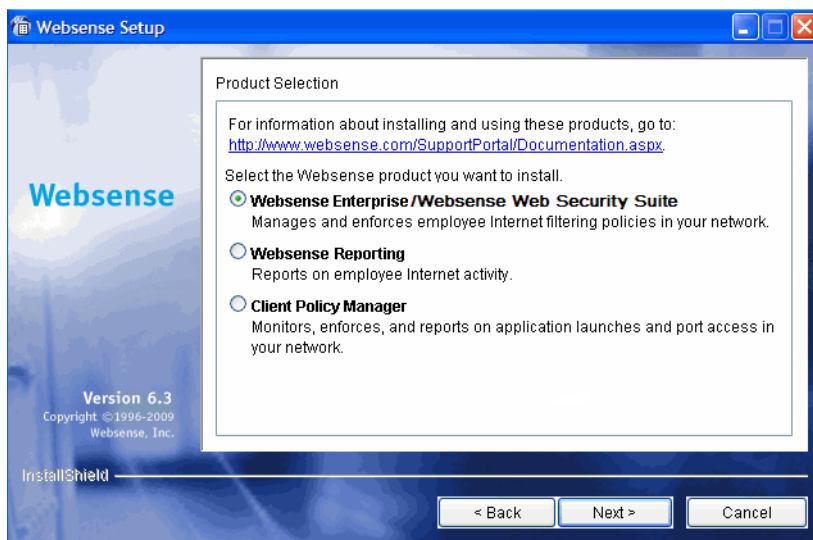 Websense Setup
Product Selection
For information about installing and using these products, go to:
http://www.websense.com/SupportPortal/Documentation.aspx.
Select the Websense product you want to install.
Websense Enterprise/Websense Web Security Suite
Manages and enforces employee Internet filtering policies in your network.
Websense Reporting
Reports on employee Internet activity.
Client Policy Manager
Monitors, enforces, and reports on application launches and port access in
your network.
Websense
Version 6.3
Copyright ©1996-2009
Websense, Inc.
InstallShield
< Back
Next >
Cancel